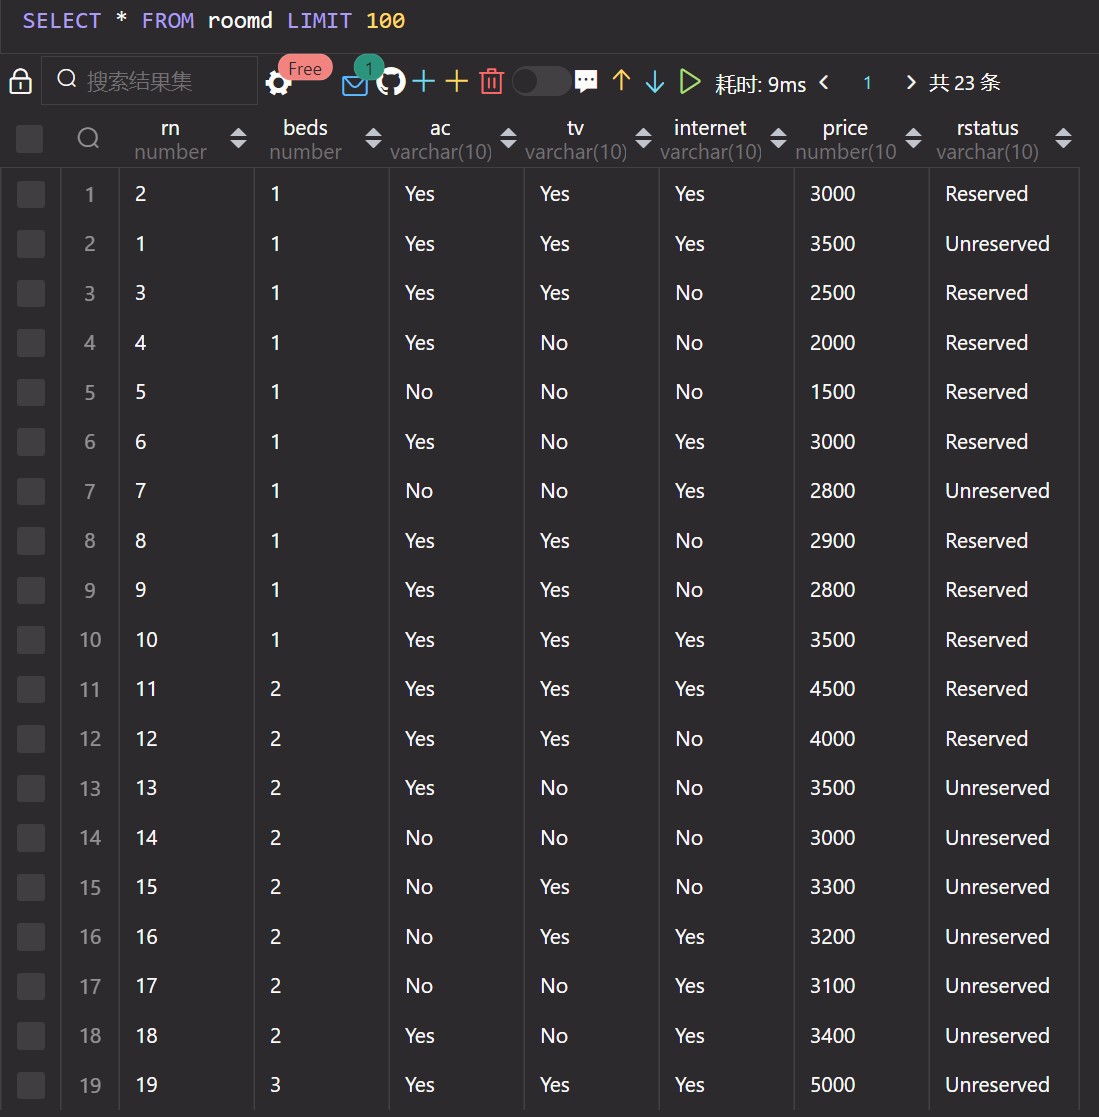 SELECT * FROM roomd LIMIT 100
搜索结果集 Free 1 耗时: 9ms 1 共 23 条
rn beds ac tv internet price rstatus
number number varchar(10) varchar(10) varchar(10) number(10 varchar(10)
1 2 1 Yes Yes Yes 3000 Reserved
2 1 1 Yes Yes Yes 3500 Unreserved
3 3 1 Yes Yes No 2500 Reserved
4 4 1 Yes No No 2000 Reserved
5 5 1 No No No 1500 Reserved
6 6 1 Yes No Yes 3000 Reserved
7 7 1 No No Yes 2800 Unreserved
8 8 1 Yes Yes No 2900 Reserved
9 9 1 Yes Yes No 2800 Reserved
10 10 1 Yes Yes Yes 3500 Reserved
11 11 2 Yes Yes Yes 4500 Reserved
12 12 2 Yes Yes No 4000 Reserved
13 13 2 Yes No No 3500 Unreserved
14 14 2 No No No 3000 Unreserved
15 15 2 No Yes No 3300 Unreserved
16 16 2 No Yes Yes 3200 Unreserved
17 17 2 No No Yes 3100 Unreserved
18 18 2 Yes No Yes 3400 Unreserved
19 19 3 Yes Yes Yes 5000 Unreserved